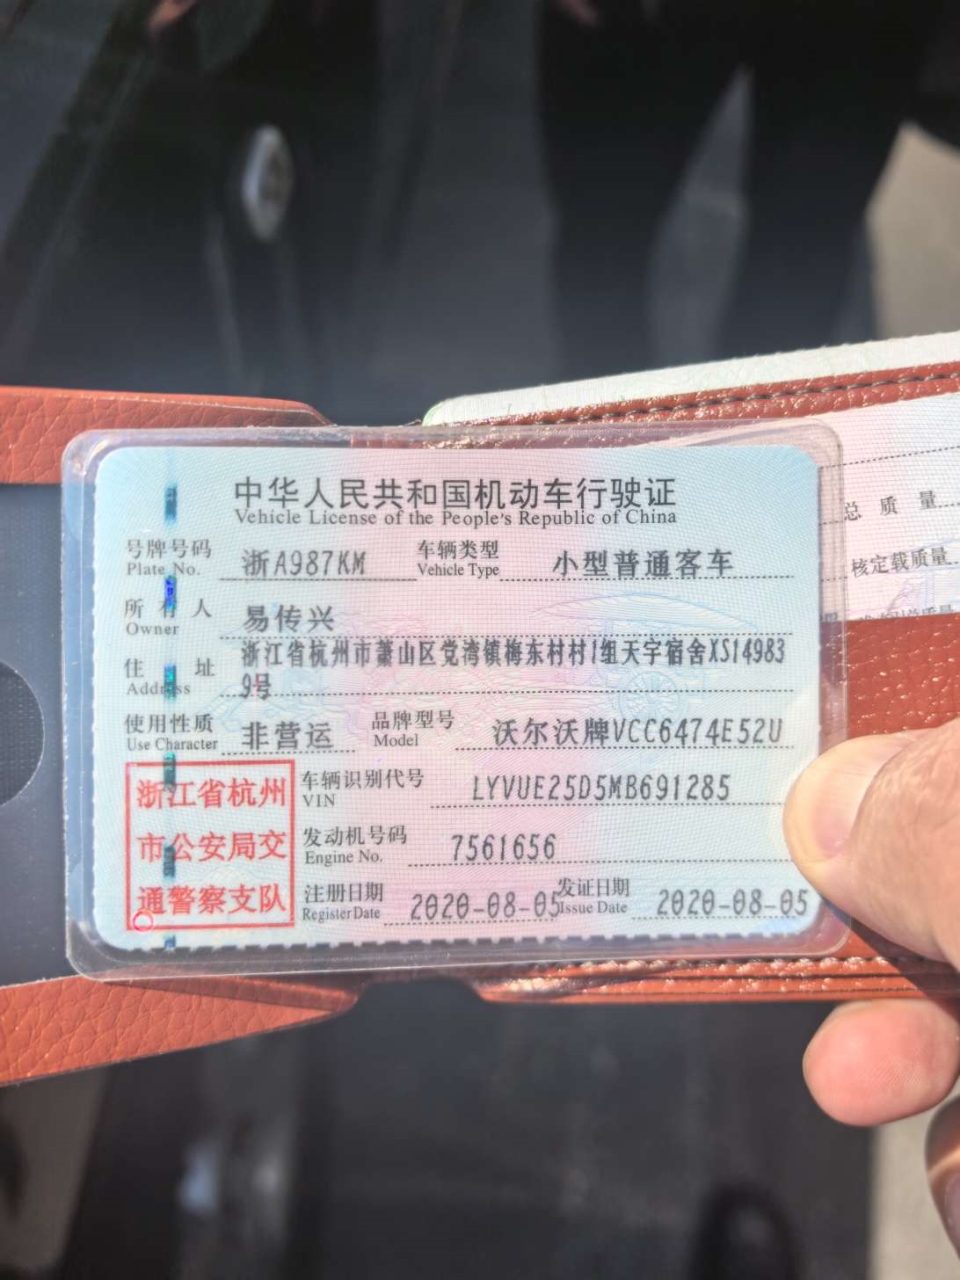 中华人民共和国机动车行驶证
Vehicle License of the People's Republic of China
号牌号码 浙A987KM 车辆类型 小型普通客车
Plate No. Vehicle Type
所有人 易传兴
Owner
住址 浙江省杭州市萧山区党湾镇梅东村村1组天字宿舍XS14983
Address 9号
使用性质 非营运 品牌型号 沃尔沃牌VCC6474E52U
Use Character Model
浙江省杭州
市公安局交
通警察支队
车辆识别代号 LYVUE25D5MB691285
VIN
发动机号码 7561656
Engine No.
注册日期 2020-08-05 发证日期 2020-08-05
Register Date Issue Date
总质量
核定载质量